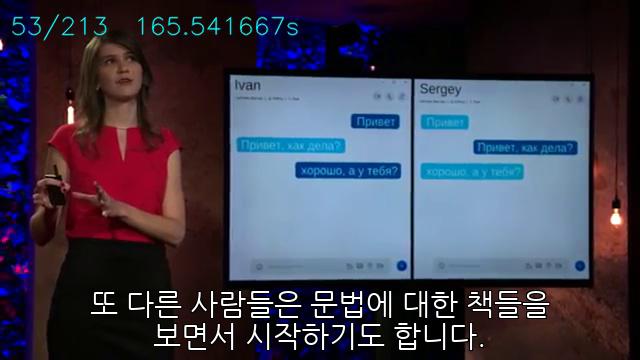 53/213 165.541667s
Ivan
Sergey
Привет
Привет, как дела?
хорошо, а у тебя?
Привет
Привет, как дела?
хорошо, а у тебя?
또 다른 사람들은 문법에 대한 책들을
보면서 시작하기도 합니다.